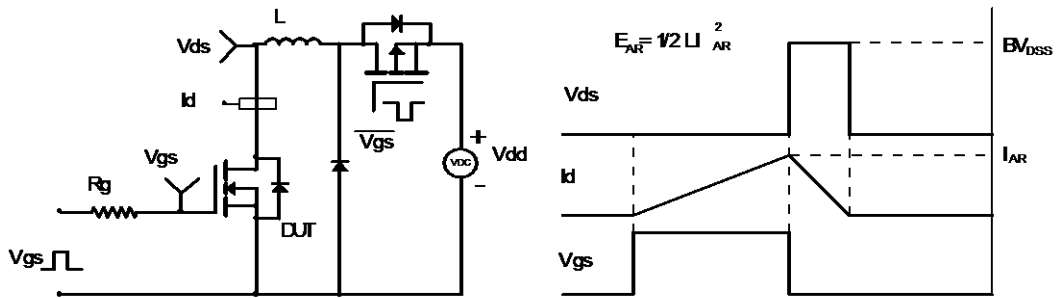 L
Vds
Id
Vgs
Rg
DUT
Vgs
Vgs
+
VDC
-
Vdd
E_AR = 1/2 LI²_AR
BV_DSS
Vds
I_AR
Id
Vgs